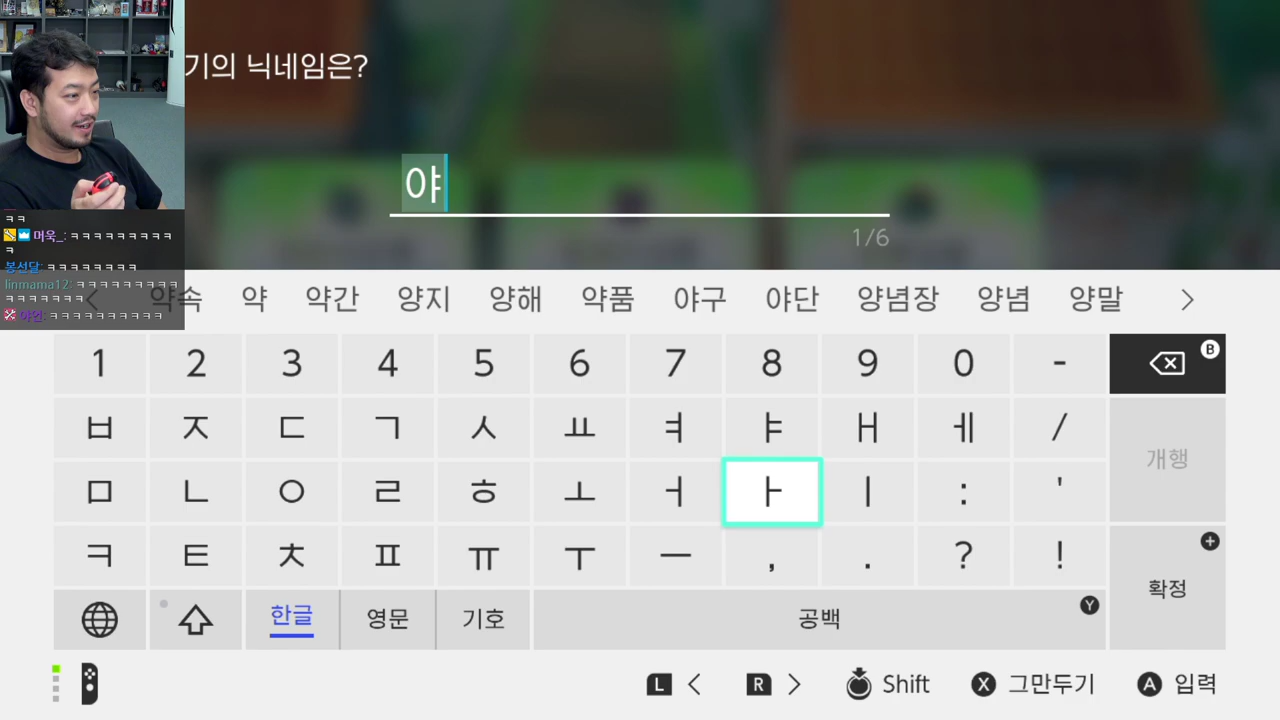 기의 닉네임은?
야
1/6
ㅋㅋ
머욱_: ㅋㅋㅋㅋㅋㅋㅋㅋㅋ
ㅋ
봉선달: ㅋㅋㅋㅋㅋㅋㅋㅋ
linmama12: ㅋㅋㅋㅋㅋㅋㅋㅋㅋ
ㅋㅋㅋㅋㅋㅋㅋ
야언: ㅋㅋㅋㅋㅋㅋㅋㅋㅋㅋ
약속 약 약간 양지 양해 약품 야구 야단 양념장 양념 양말
1 2 3 4 5 6 7 8 9 0 - B
ㅂ ㅈ ㄷ ㄱ ㅅ ㅛ ㅕ ㅑ ㅐ ㅔ /
개행
ㅁ ㄴ ㅇ ㄹ ㅎ ㅗ ㅓ ㅏ ㅣ : '
ㅋ ㅌ ㅊ ㅍ ㅠ ㅜ ㅡ , . ? ! +
확정
한글 영문 기호 공백 Y
L < R > Shift X 그만두기 A 입력